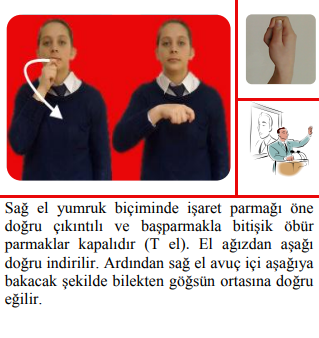 Sağ el yumruk biçiminde işaret parmağı öne
doğru çıkıntılı ve başparmakla bitişik öbür
parmaklar kapalıdır (T el). El ağızdan aşağı
doğru indirilir. Ardından sağ el avuç içi aşağıya
bakacak şekilde bilekten göğsün ortasına doğru
eğilir.